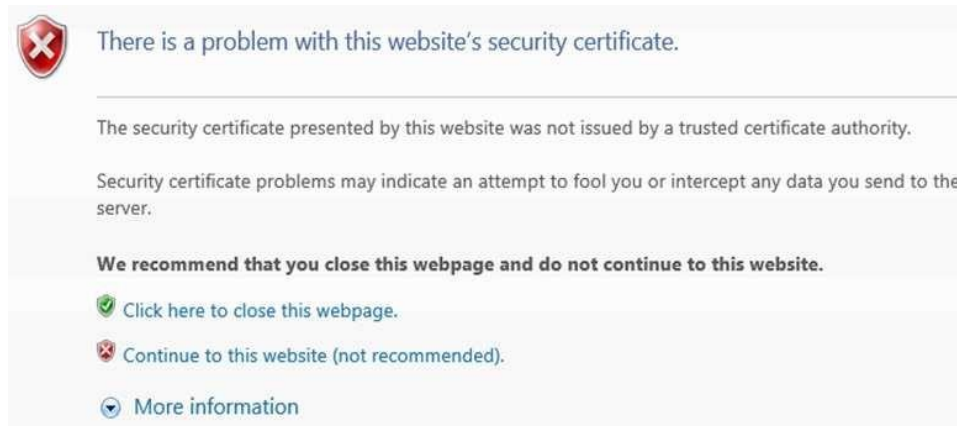 There is a problem with this website's security certificate.
The security certificate presented by this website was not issued by a trusted certificate authority.
Security certificate problems may indicate an attempt to fool you or intercept any data you send to the
server.
We recommend that you close this webpage and do not continue to this website.
Click here to close this webpage.
Continue to this website (not recommended).
More information